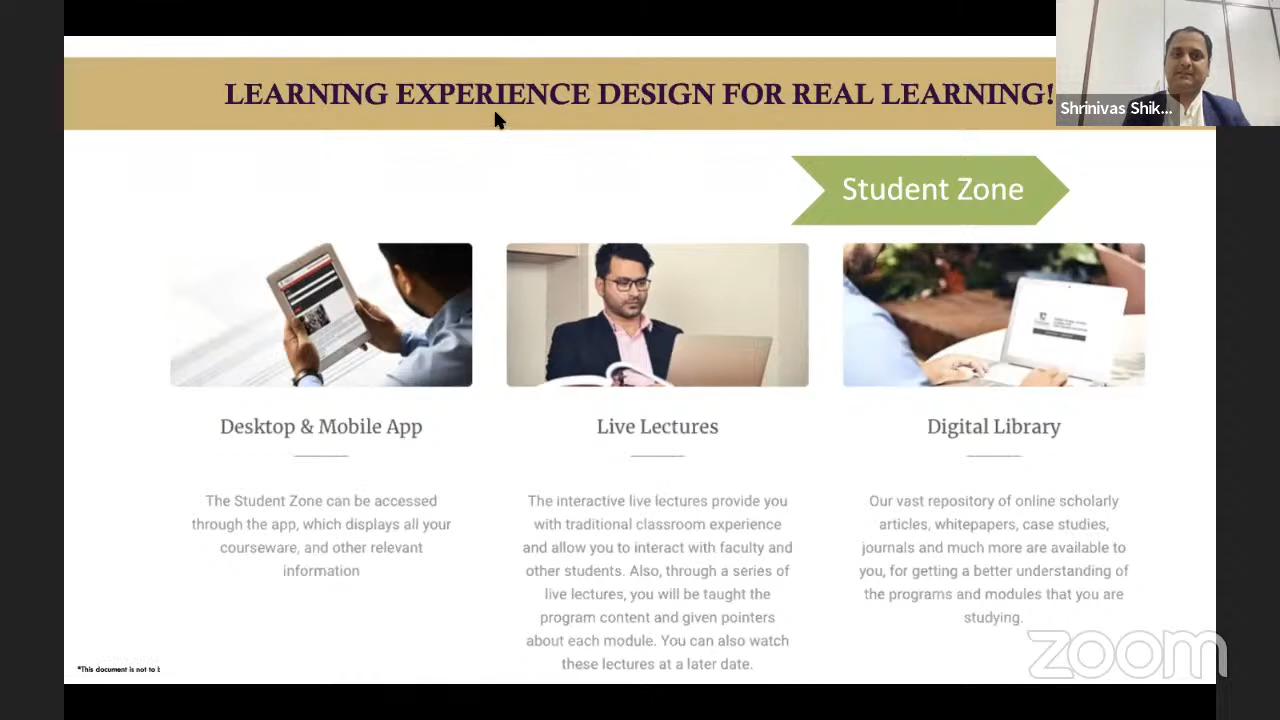 LEARNING EXPERIENCE DESIGN FOR REAL LEARNING!
Shrinivas Shik...
Student Zone
Desktop & Mobile App
The Student Zone can be accessed
through the app, which displays all your
courseware, and other relevant
information
Live Lectures
The interactive live lectures provide you
with traditional classroom experience
and allow you to interact with faculty and
other students. Also, through a series of
live lectures, you will be taught the
program content and given pointers
about each module. You can also watch
these lectures at a later date.
Digital Library
Our vast repository of online scholarly
articles, whitepapers, case studies,
journals and much more are available to
you, for getting a better understanding of
the programs and modules that you are
studying.
*This document is not to
zoom